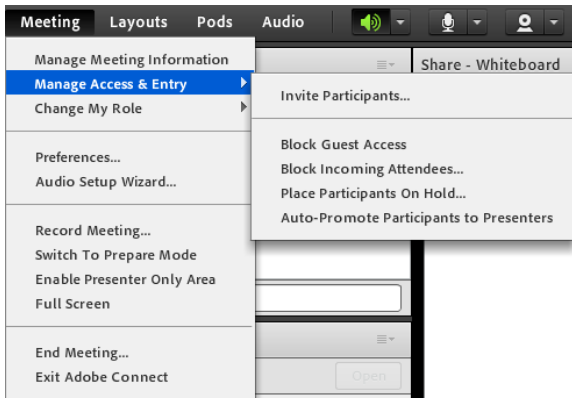 Meeting Layouts Pods Audio
Manage Meeting Information
Share - Whiteboard
Manage Access & Entry
Change My Role
Invite Participants...
Block Guest Access
Block Incoming Attendees...
Place Participants On Hold...
Auto-Promote Participants to Presenters
Preferences...
Audio Setup Wizard...
Record Meeting...
Switch To Prepare Mode
Enable Presenter Only Area
Full Screen
End Meeting...
Exit Adobe Connect
Open